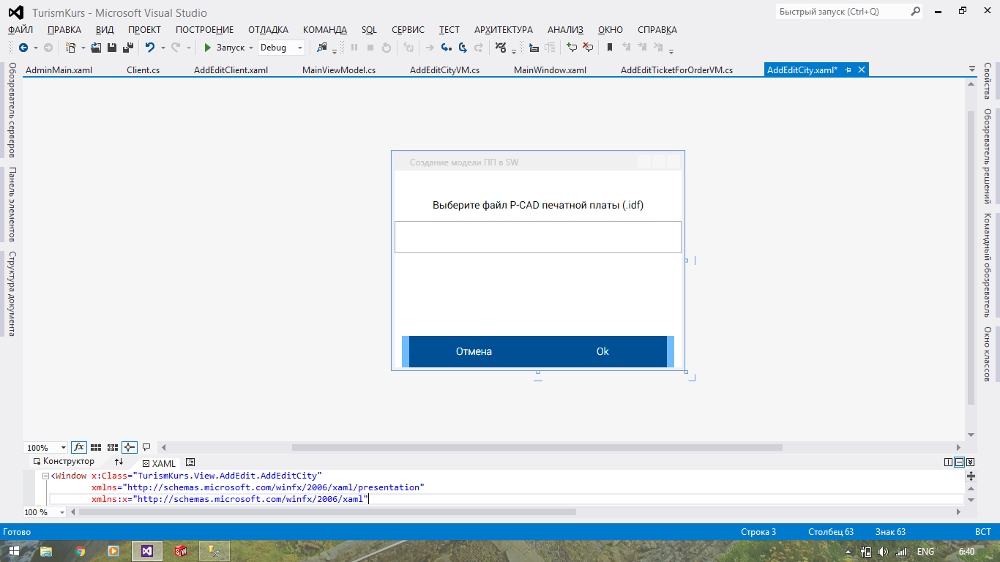 TurismKurs - Microsoft Visual Studio
Быстрый запуск (Ctrl+Q)
ФАЙЛ ПРАВКА ВИД ПРОЕКТ ПОСТРОЕНИЕ ОТЛАДКА КОМАНДА SQL СЕРВИС ТЕСТ АРХИТЕКТУРА АНАЛИЗ ОКНО СПРАВКА
Запуск Debug
AdminMain.xaml Client.cs AddEditClient.xaml MainViewModel.cs AddEditCityVM.cs MainWindow.xaml AddEditTicketForOrderVM.cs AddEditCity.xaml*
Обозреватель серверов
Панель элементов
Структура документа
Создание модели ПП в SW
Выберите файл P-CAD печатной платы (.idf)
Отмена Ok
Свойства
Обозреватель решений
Командный обозреватель
Окно классов
100% fx
Конструктор XAML
<Window x:Class="TurismKurs.View.AddEdit.AddEditCity"
xmlns="http://schemas.microsoft.com/winfx/2006/xaml/presentation"
xmlns:x="http://schemas.microsoft.com/winfx/2006/xaml"
100 %
Готово Строка 3 Столбец 63 Знак 63 ВСТ
SW ENG 6:40